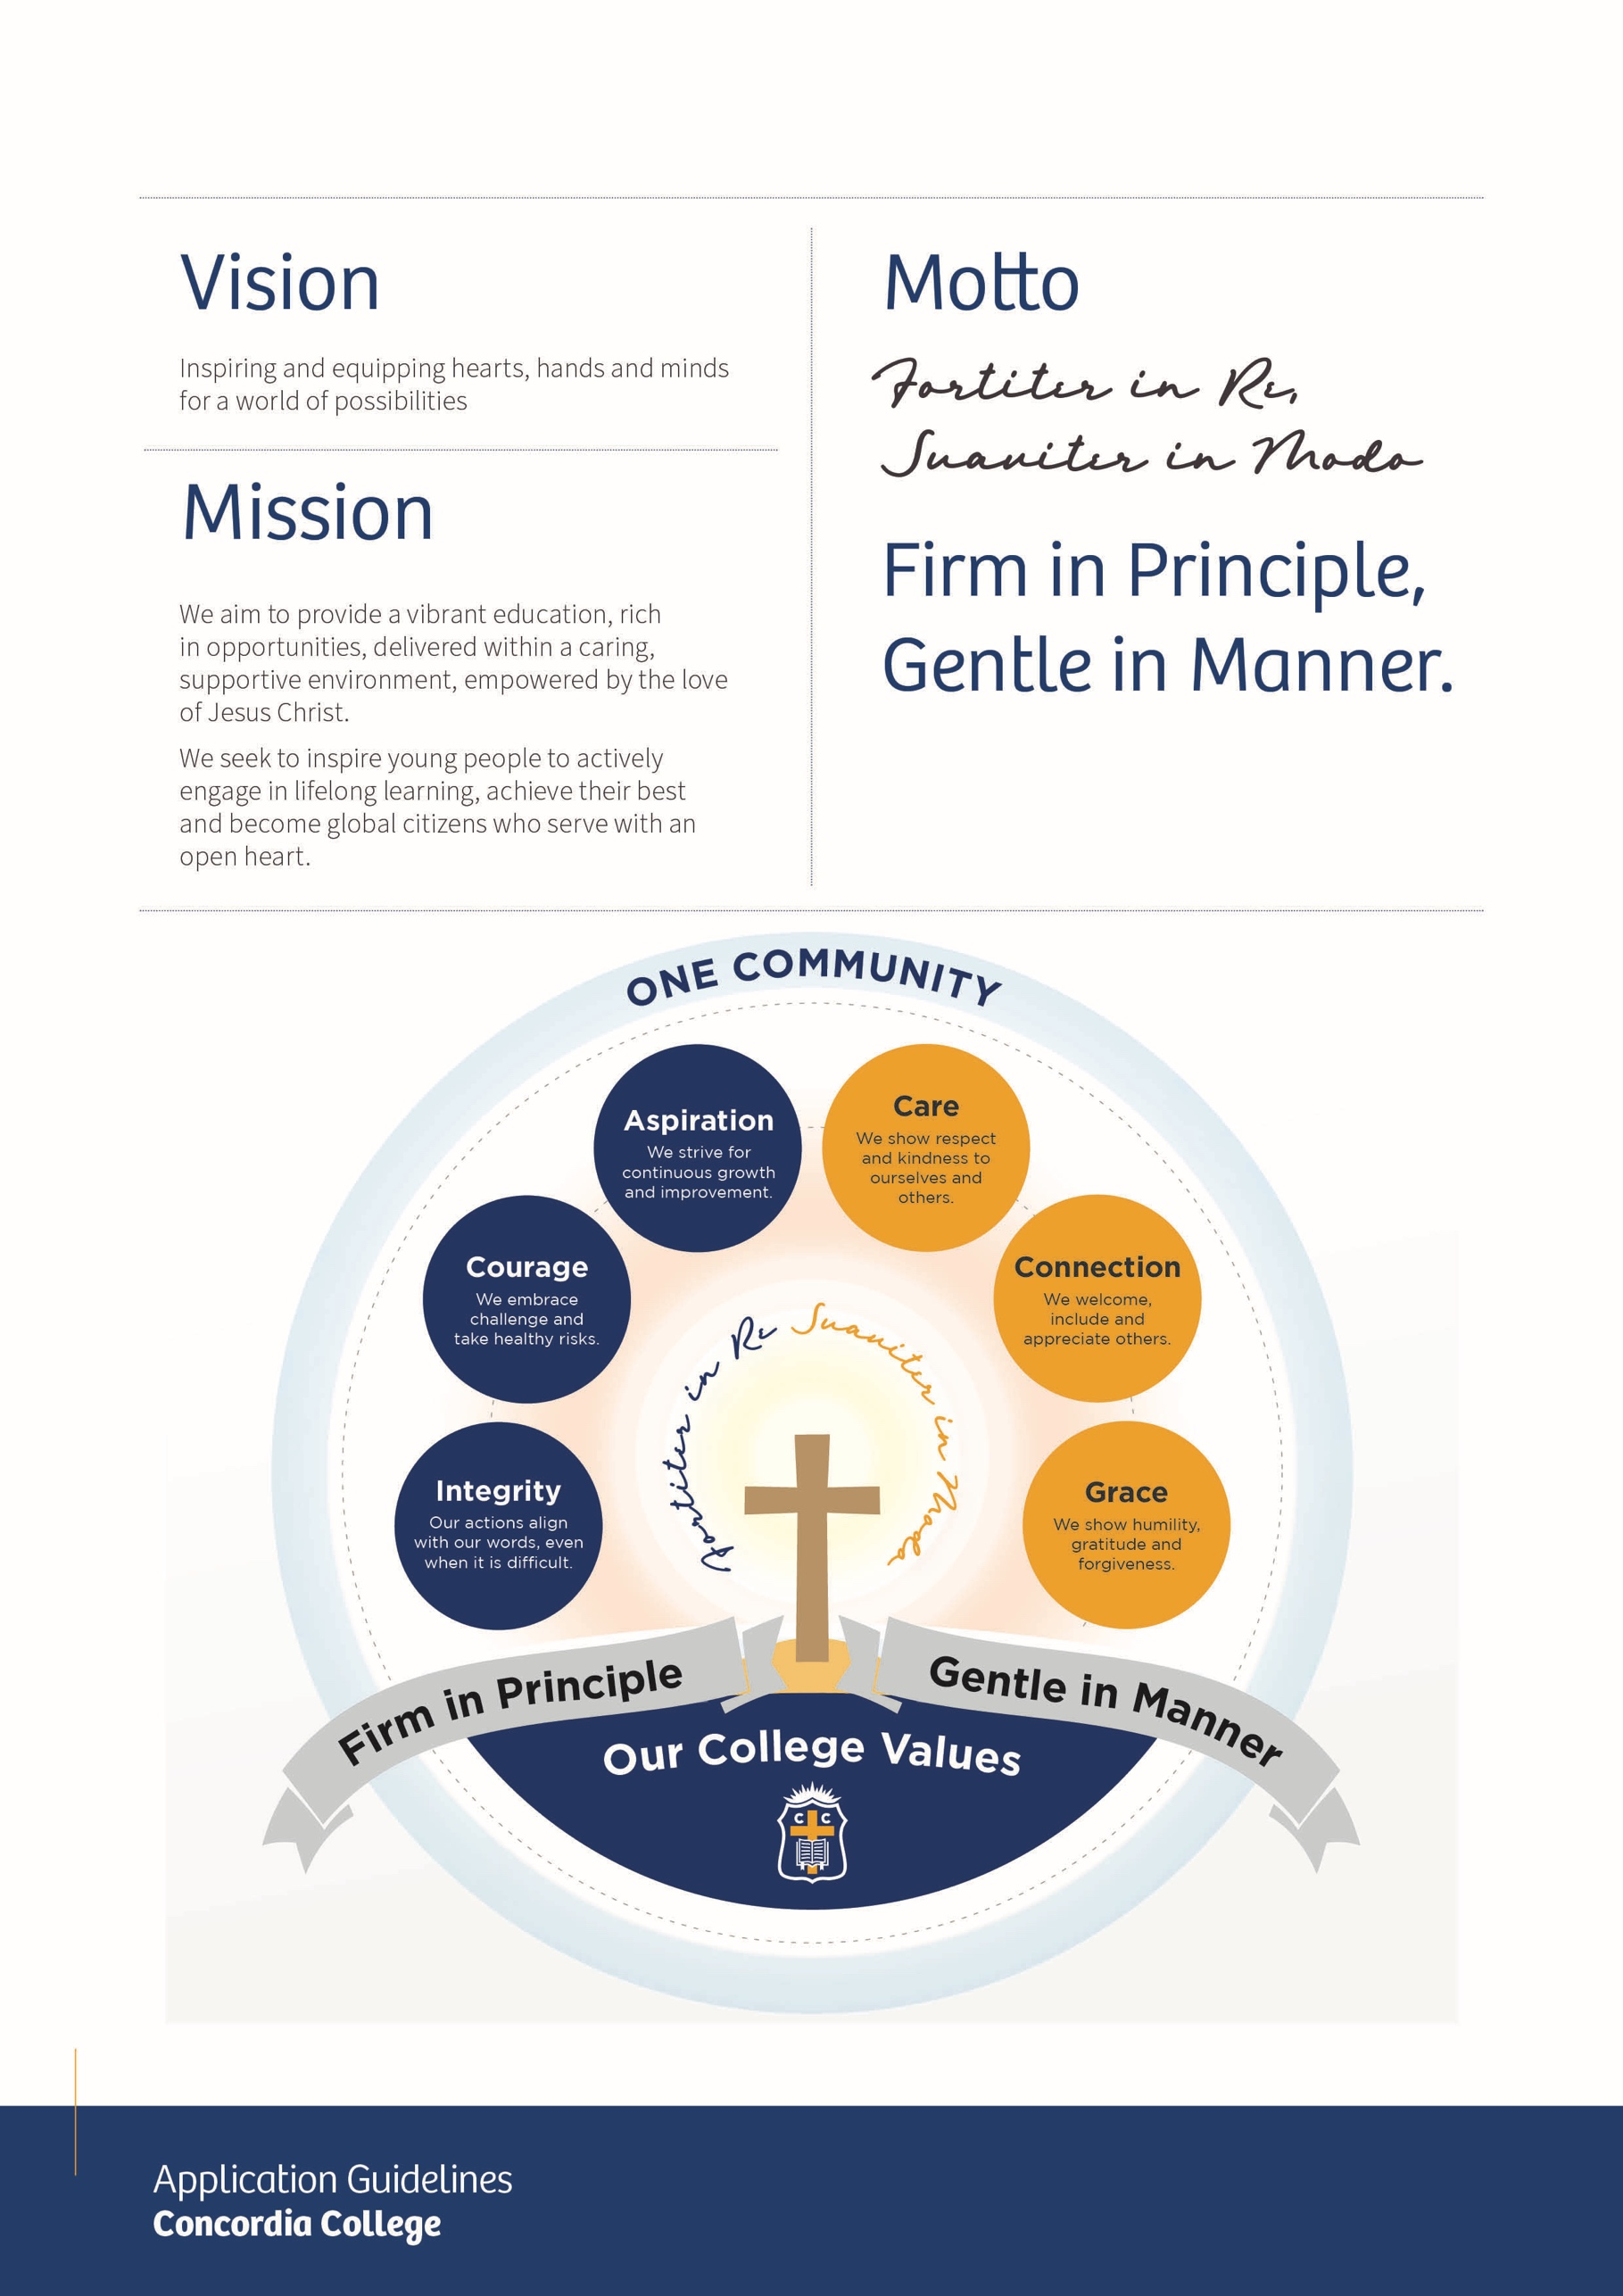 Vision
Inspiring and equipping hearts, hands and minds
for a world of possibilities
Mission
We aim to provide a vibrant education, rich
in opportunities, delivered within a caring,
supportive environment, empowered by the love
of Jesus Christ.
We seek to inspire young people to actively
engage in lifelong learning, achieve their best
and become global citizens who serve with an
open heart.
Motto
Fortiter in Re,
Suaviter in Modo
Firm in Principle,
Gentle in Manner.
ONE COMMUNITY
Aspiration
We strive for
continuous growth
and improvement.
Care
We show respect
and kindness to
ourselves and
others.
Courage
We embrace
challenge and
take healthy risks.
Connection
We welcome,
include and
appreciate others.
Integrity
Our actions align
with our words, even
when it is difficult.
Grace
We show humility,
gratitude and
forgiveness.
Fortiter in Re Suaviter in Modo
Firm in Principle
Gentle in Manner
Our College Values
C C
Application Guidelines
Concordia College